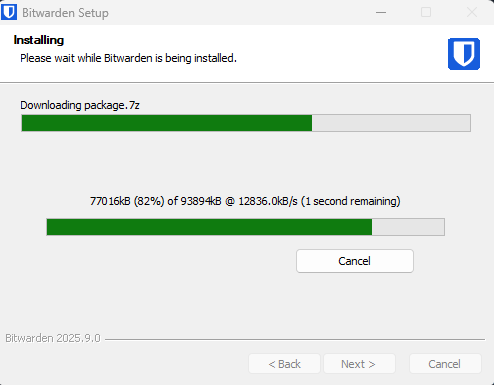 Bitwarden Setup
Installing
Please wait while Bitwarden is being installed.
Downloading package.7z
77016kB (82%) of 93894kB @ 12836.0kB/s (1 second remaining)
Cancel
Bitwarden 2025.9.0
< Back Next > Cancel